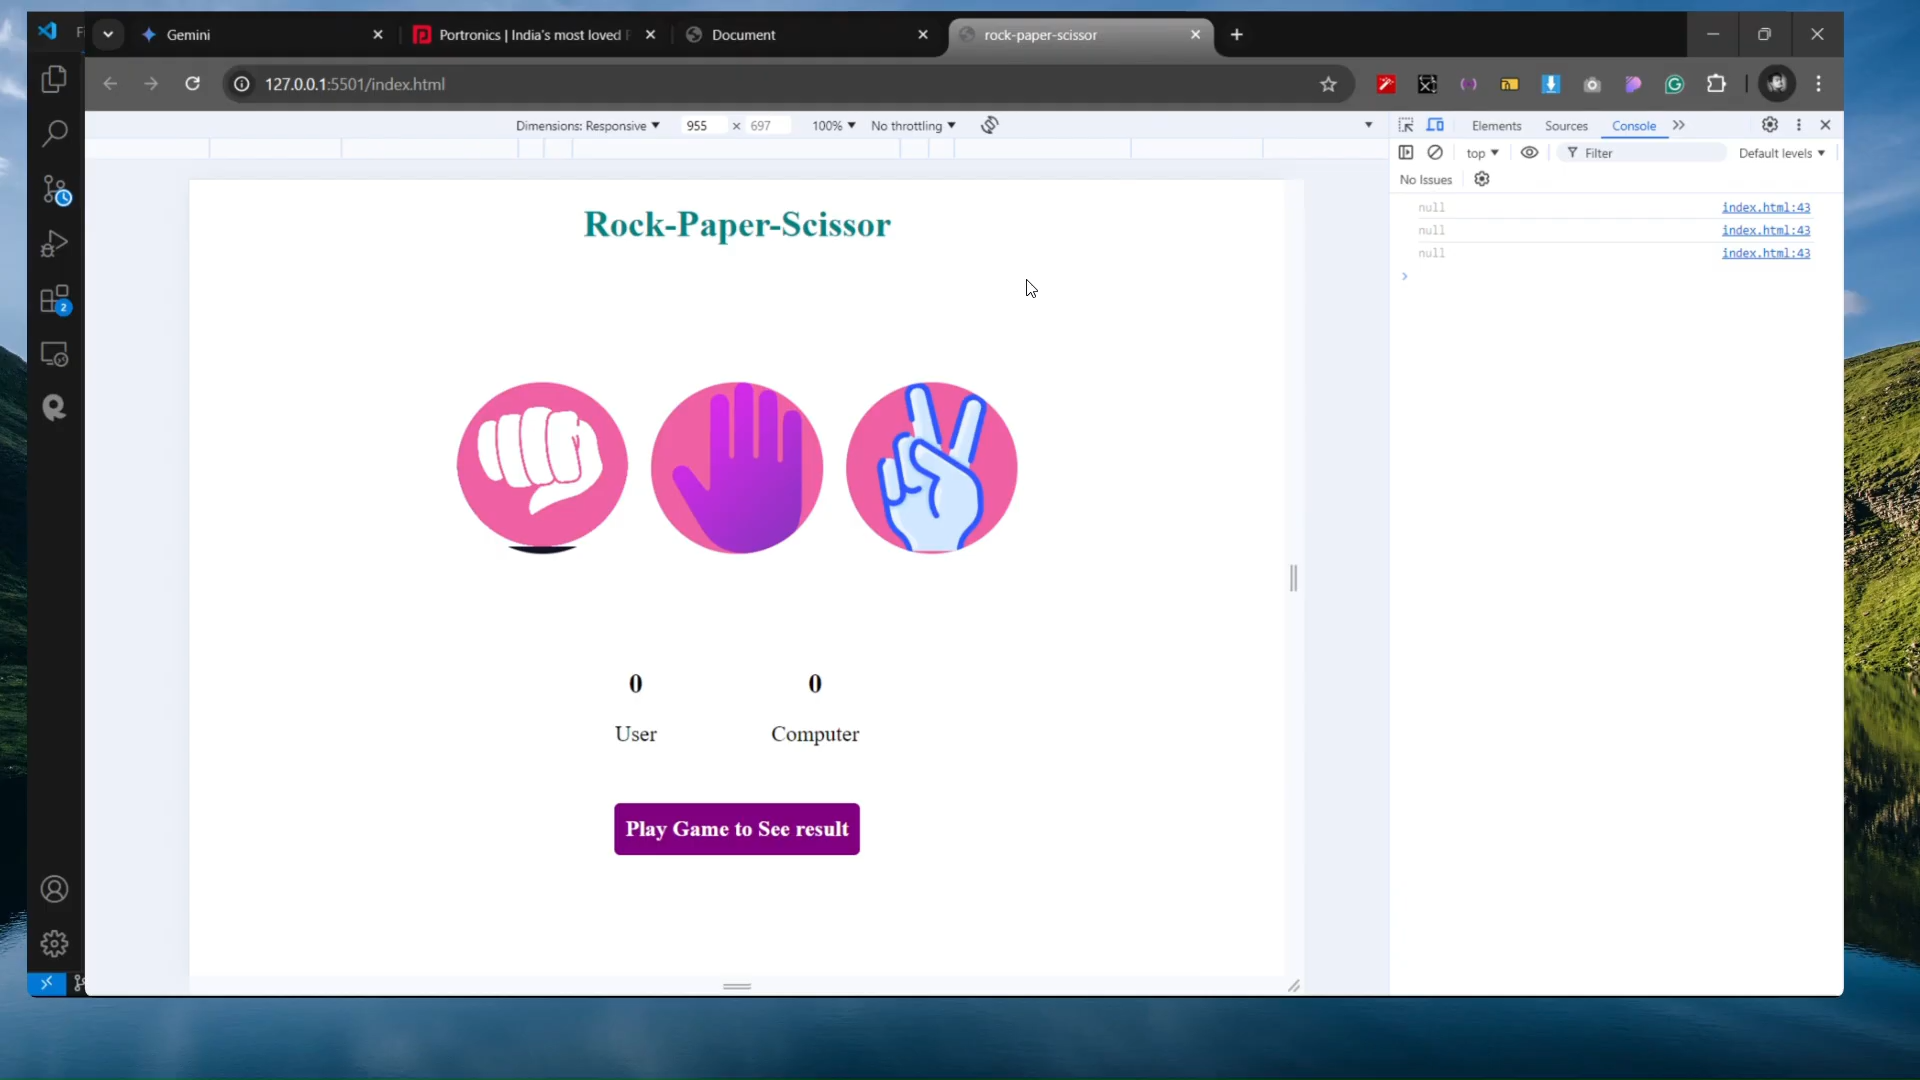 F
Gemini
Portronics | India's most loved P
Document
rock-paper-scissor
127.0.0.1:5501/index.html
Dimensions: Responsive
955 × 697
100%
No throttling
Elements
Sources
Console
top
Filter
Default levels
No Issues
2
null index.html:43
null index.html:43
null index.html:43
Rock-Paper-Scissor
0
0
User
Computer
Play Game to See result